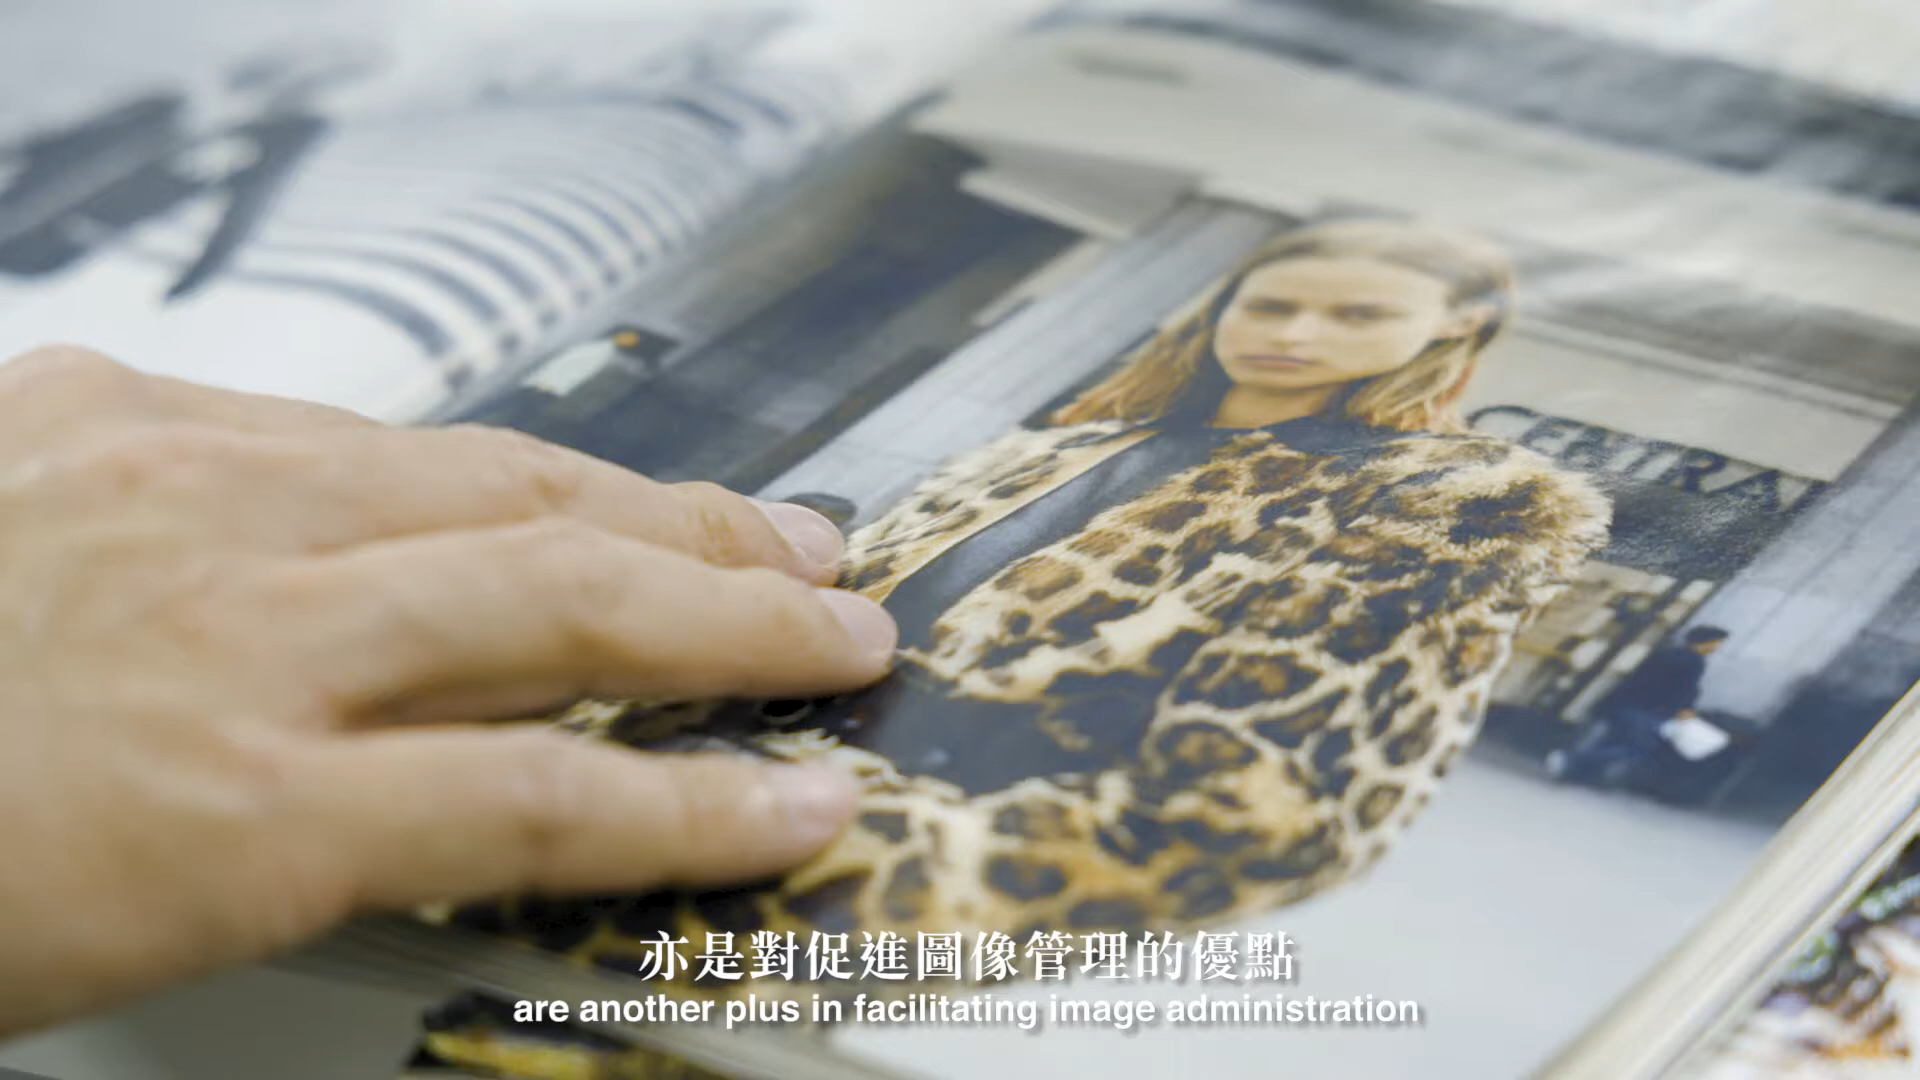 CENTRAL
亦是對促進圖像管理的優點
are another plus in facilitating image administration